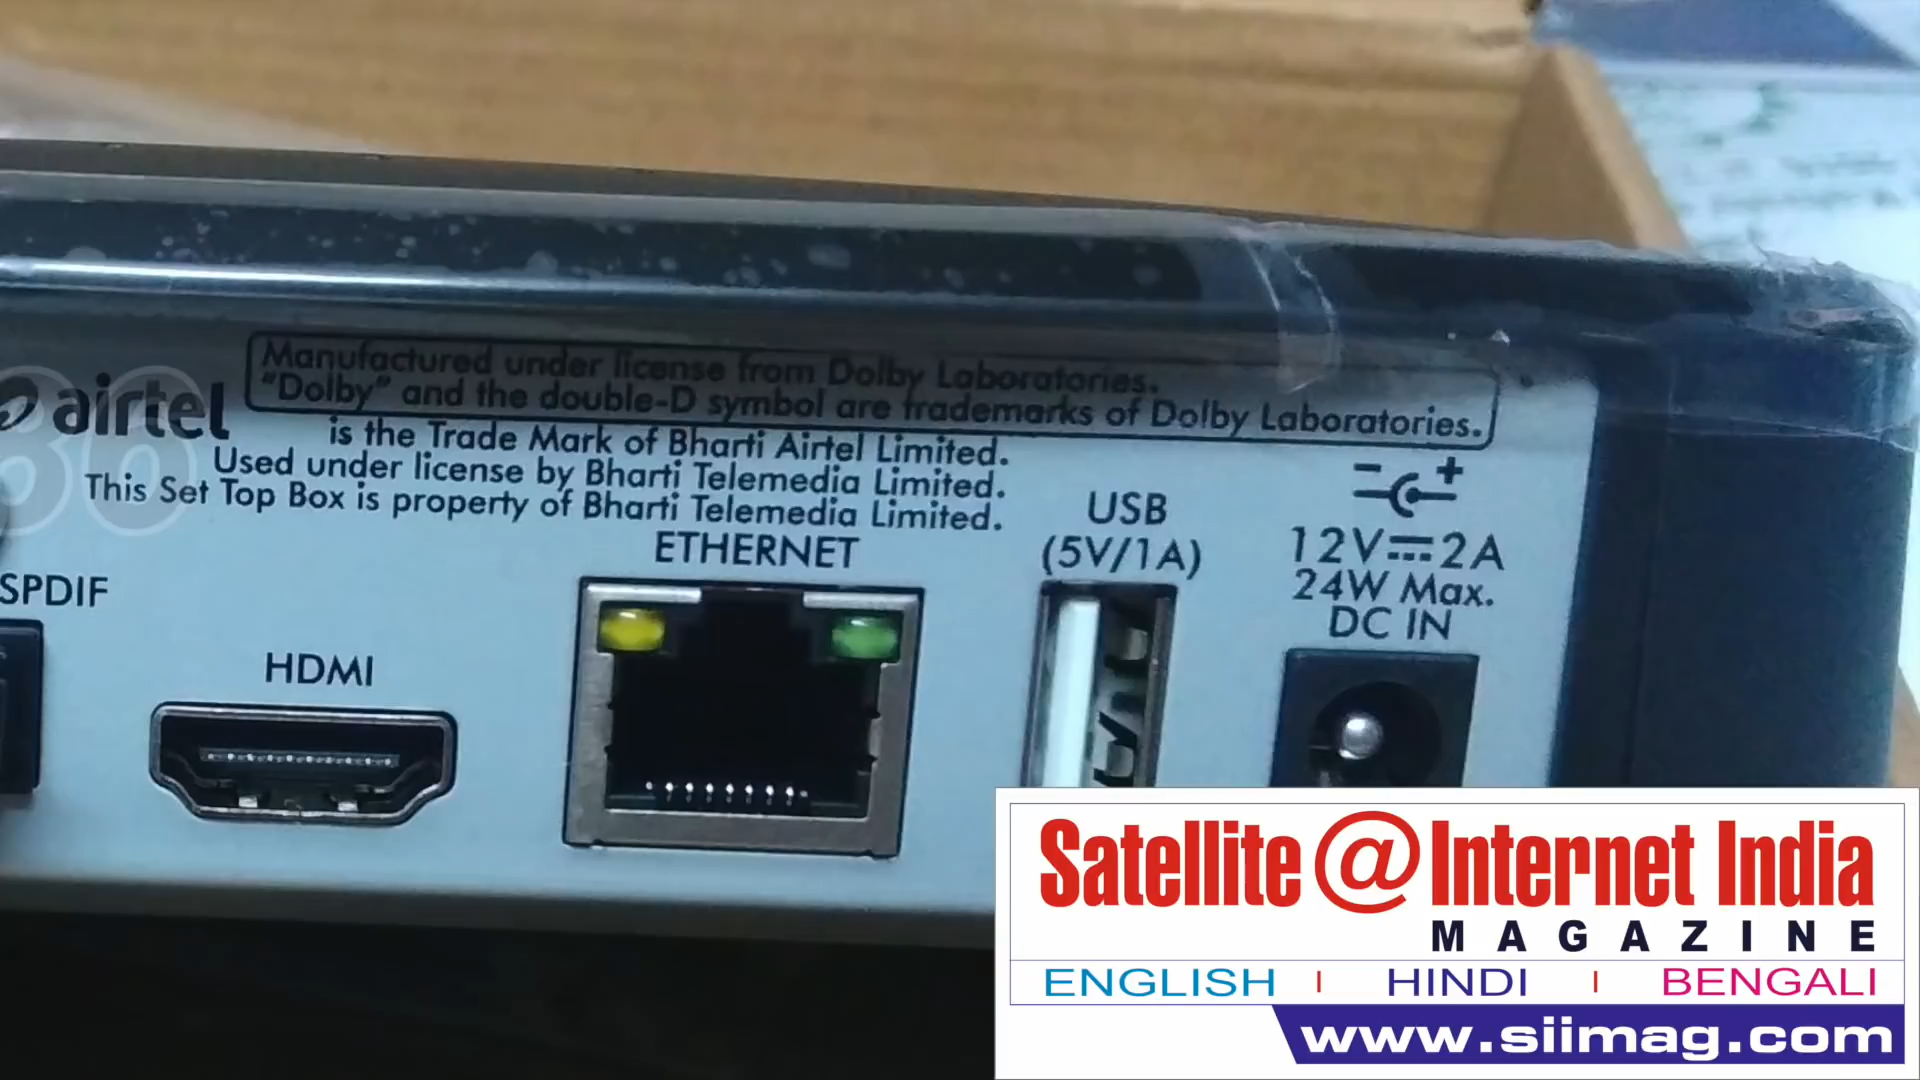 Manufactured under license from Dolby Laboratories.
"Dolby" and the double-D symbol are trademarks of Dolby Laboratories.
airtel
is the Trade Mark of Bharti Airtel Limited.
Used under license by Bharti Telemedia Limited.
This Set Top Box is property of Bharti Telemedia Limited.
SPDIF
HDMI
ETHERNET
USB
(5V/1A)
- +
12V⎓2A
24W Max.
DC IN
Satellite @ Internet India
MAGAZINE
ENGLISH | HINDI | BENGALI
www.siimag.com